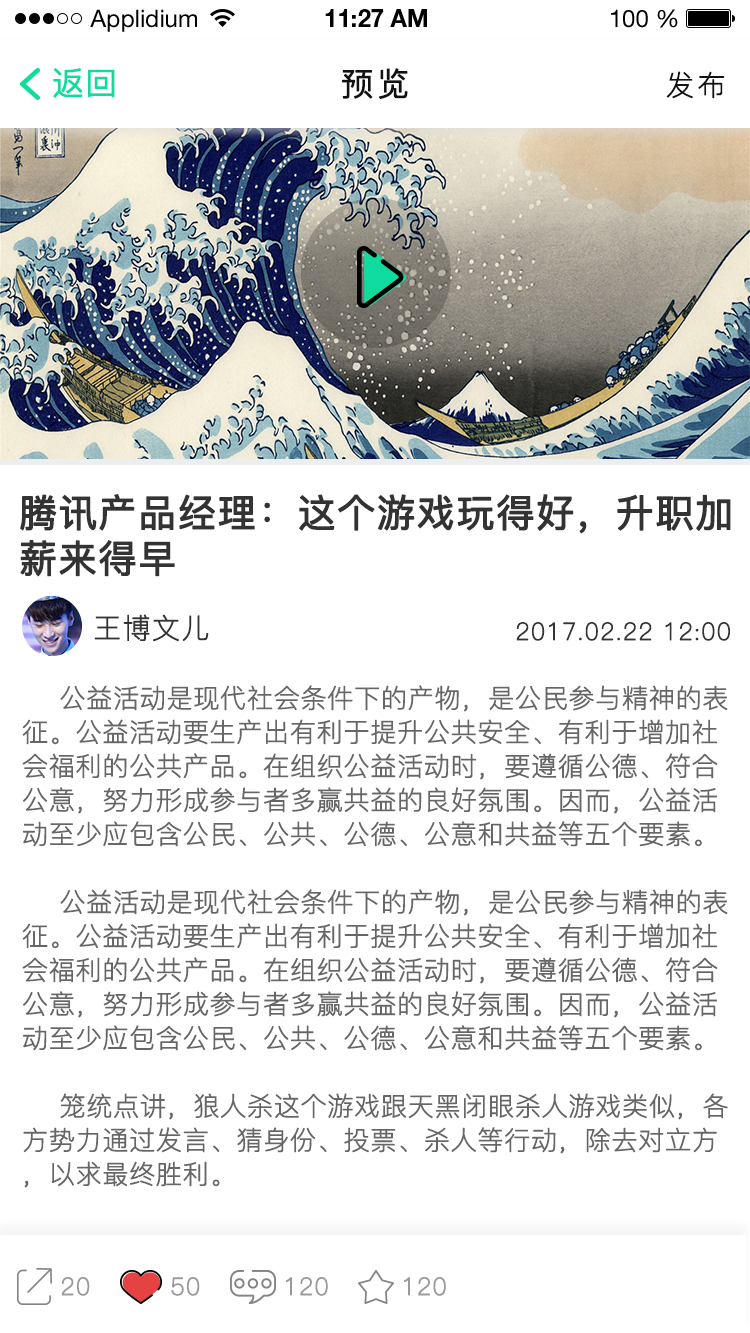 Applidium 11:27 AM 100 %
返回 预览 发布
腾讯产品经理：这个游戏玩得好，升职加
薪来得早
王博文儿 2017.02.22 12:00
公益活动是现代社会条件下的产物，是公民参与精神的表
征。公益活动要生产出有利于提升公共安全、有利于增加社
会福利的公共产品。在组织公益活动时，要遵循公德、符合
公意，努力形成参与者多赢共益的良好氛围。因而，公益活
动至少应包含公民、公共、公德、公意和共益等五个要素。
公益活动是现代社会条件下的产物，是公民参与精神的表
征。公益活动要生产出有利于提升公共安全、有利于增加社
会福利的公共产品。在组织公益活动时，要遵循公德、符合
公意，努力形成参与者多赢共益的良好氛围。因而，公益活
动至少应包含公民、公共、公德、公意和共益等五个要素。
笼统点讲，狼人杀这个游戏跟天黑闭眼杀人游戏类似，各
方势力通过发言、猜身份、投票、杀人等行动，除去对立方
，以求最终胜利。
20 50 120 120